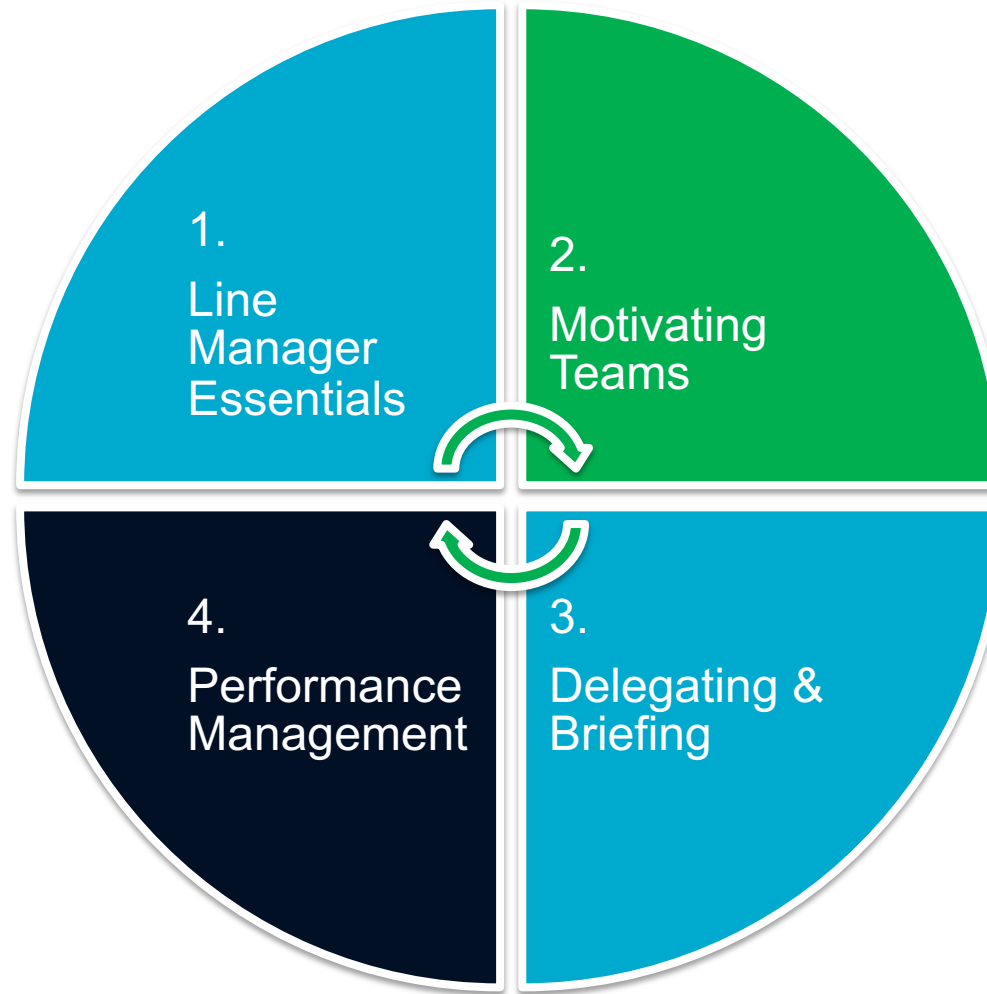 1.
Line
Manager
Essentials
2.
Motivating
Teams
3.
Delegating &
Briefing
4.
Performance
Management